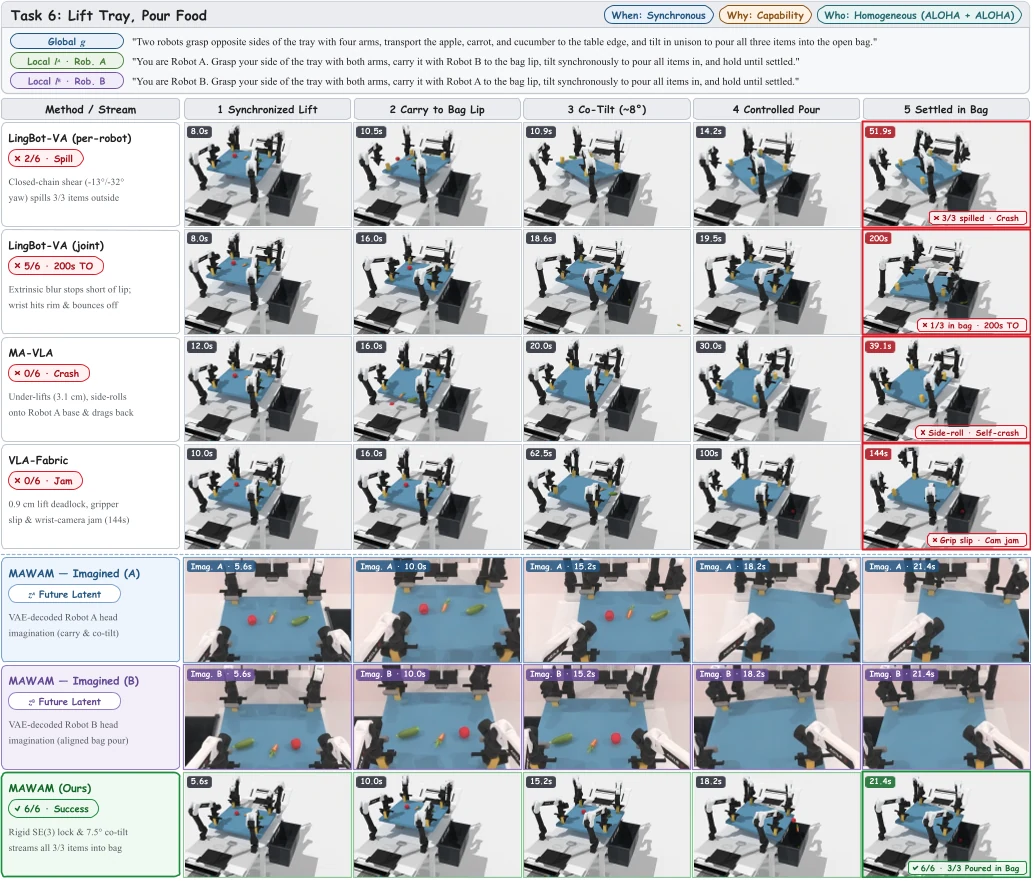 Task 6: Lift Tray, Pour Food
When: Synchronous
Why: Capability
Who: Homogeneous (ALOHA + ALOHA)
Global g
"Two robots grasp opposite sides of the tray with four arms, transport the apple, carrot, and cucumber to the table edge, and tilt in unison to pour all three items into the open bag."
Local lᵃ · Rob. A
"You are Robot A. Grasp your side of the tray with both arms, carry it with Robot B to the bag lip, tilt synchronously to pour all items in, and hold until settled."
Local lᵇ · Rob. B
"You are Robot B. Grasp your side of the tray with both arms, carry it with Robot A to the bag lip, tilt synchronously to pour all items in, and hold until settled."
Method / Stream
1 Synchronized Lift
2 Carry to Bag Lip
3 Co-Tilt (~8°)
4 Controlled Pour
5 Settled in Bag
LingBot-VA (per-robot)
× 2/6 · Spill
Closed-chain shear (-13°/-32°
yaw) spills 3/3 items outside
8.0s
10.5s
10.9s
14.2s
51.9s
× 3/3 spilled · Crash
LingBot-VA (joint)
× 5/6 · 200s TO
Extrinsic blur stops short of lip;
wrist hits rim & bounces off
8.0s
16.0s
18.6s
19.5s
200s
× 1/3 in bag · 200s TO
MA-VLA
× 0/6 · Crash
Under-lifts (3.1 cm), side-rolls
onto Robot A base & drags back
12.0s
16.0s
20.0s
30.0s
39.1s
× Side-roll · Self-crash
VLA-Fabric
× 0/6 · Jam
0.9 cm lift deadlock, gripper
slip & wrist-camera jam (144s)
10.0s
16.0s
62.5s
100s
144s
× Grip slip · Cam jam
MAWAM — Imagined (A)
zᵃ Future Latent
VAE-decoded Robot A head
imagination (carry & co-tilt)
Imag. A · 5.6s
Imag. A · 10.0s
Imag. A · 15.2s
Imag. A · 18.2s
Imag. A · 21.4s
MAWAM — Imagined (B)
zᵇ Future Latent
VAE-decoded Robot B head
imagination (aligned bag pour)
Imag. B · 5.6s
Imag. B · 10.0s
Imag. B · 15.2s
Imag. B · 18.2s
Imag. B · 21.4s
MAWAM (Ours)
✓ 6/6 · Success
Rigid SE(3) lock & 7.5° co-tilt
streams all 3/3 items into bag
5.6s
10.0s
15.2s
18.2s
21.4s
✓ 6/6 · 3/3 Poured in Bag